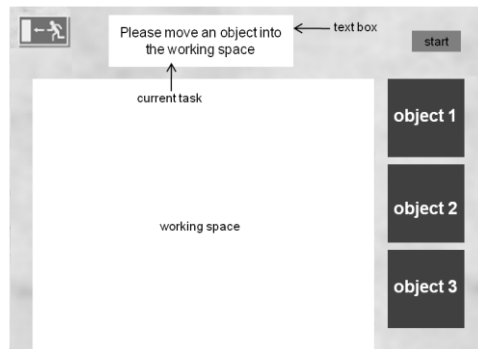 Please move an object into
the working space
text box
start
current task
object 1
working space
object 2
object 3